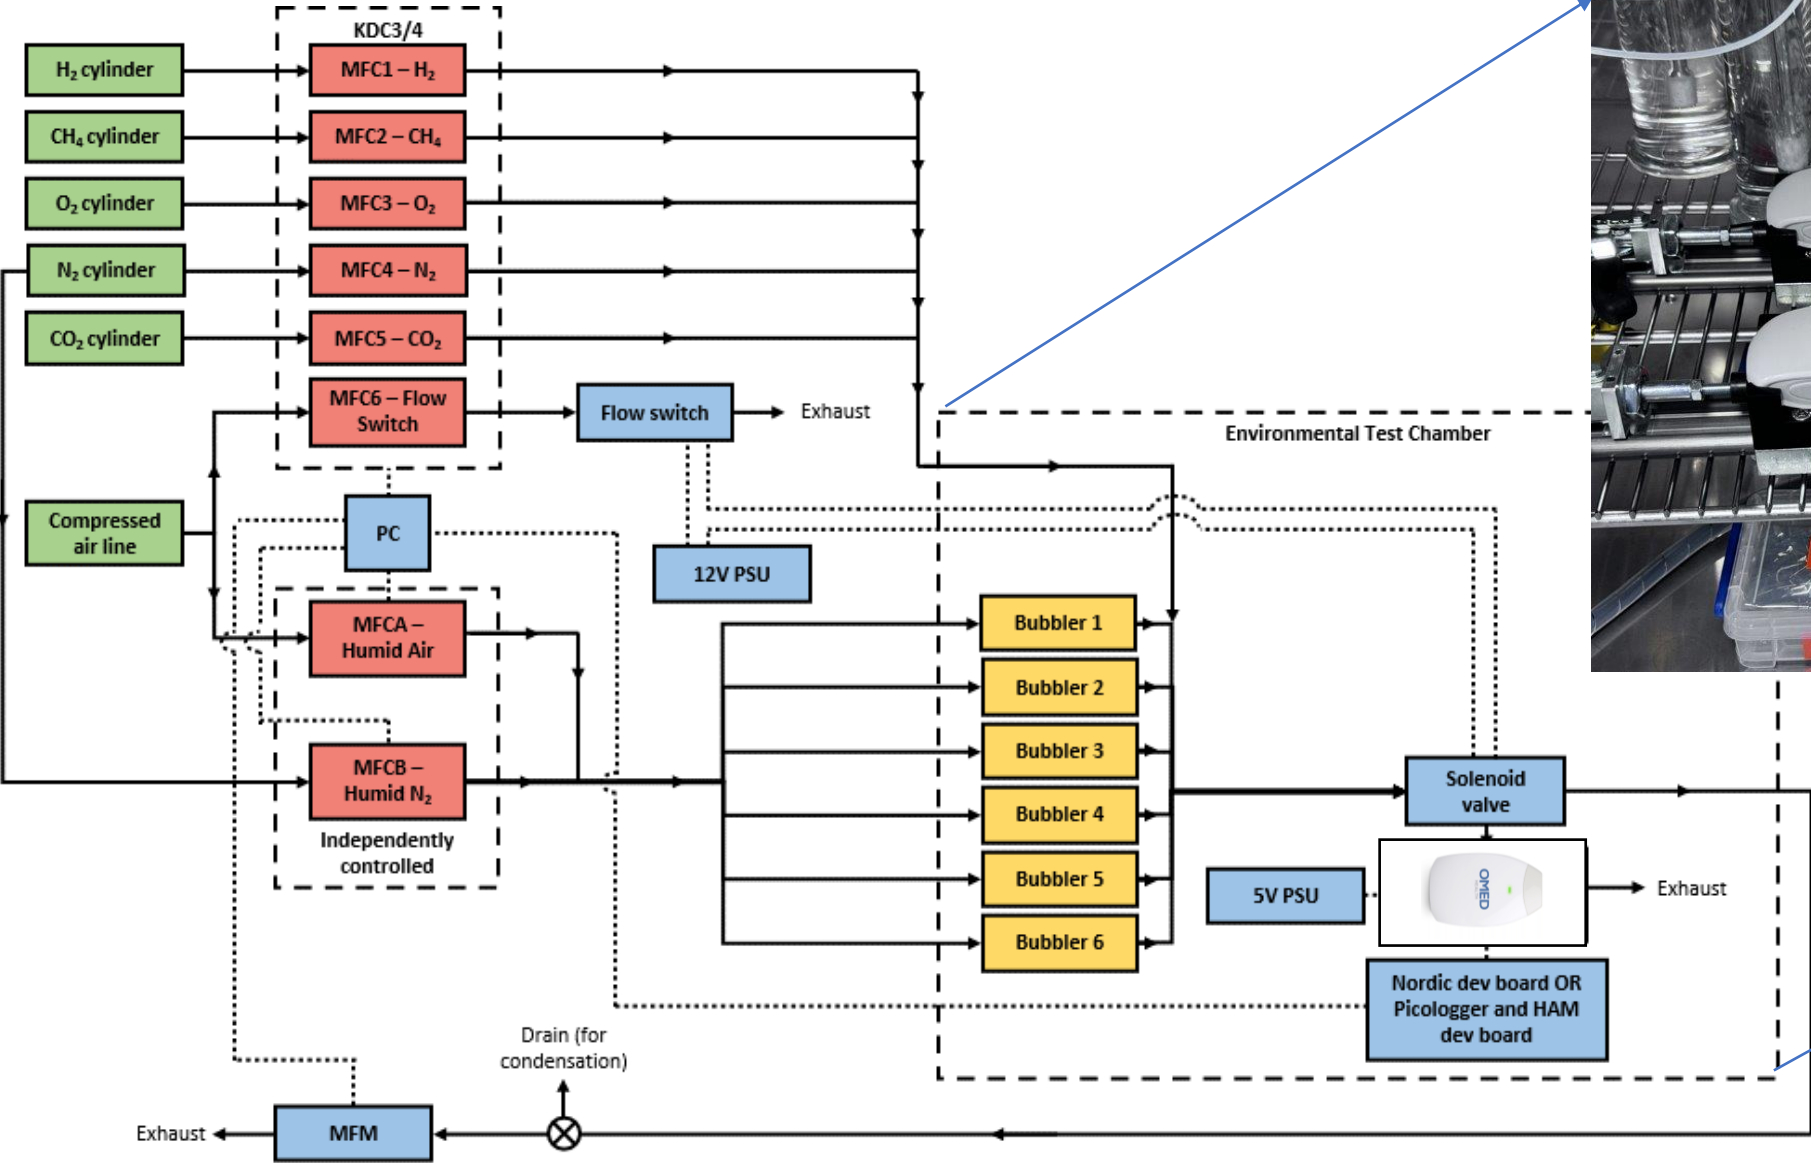 KDC3/4
H₂ cylinder
MFC1 – H₂
CH₄ cylinder
MFC2 – CH₄
O₂ cylinder
MFC3 – O₂
N₂ cylinder
MFC4 – N₂
CO₂ cylinder
MFC5 – CO₂
MFC6 – Flow
Switch
Flow switch
Exhaust
Environmental Test Chamber
Compressed
air line
PC
12V PSU
MFCA –
Humid Air
MFCB –
Humid N₂
Independently
controlled
Bubbler 1
Bubbler 2
Bubbler 3
Bubbler 4
Bubbler 5
Bubbler 6
Solenoid
valve
5V PSU
OMED
Exhaust
Nordic dev board OR
Picologger and HAM
dev board
Drain (for
condensation)
Exhaust
MFM